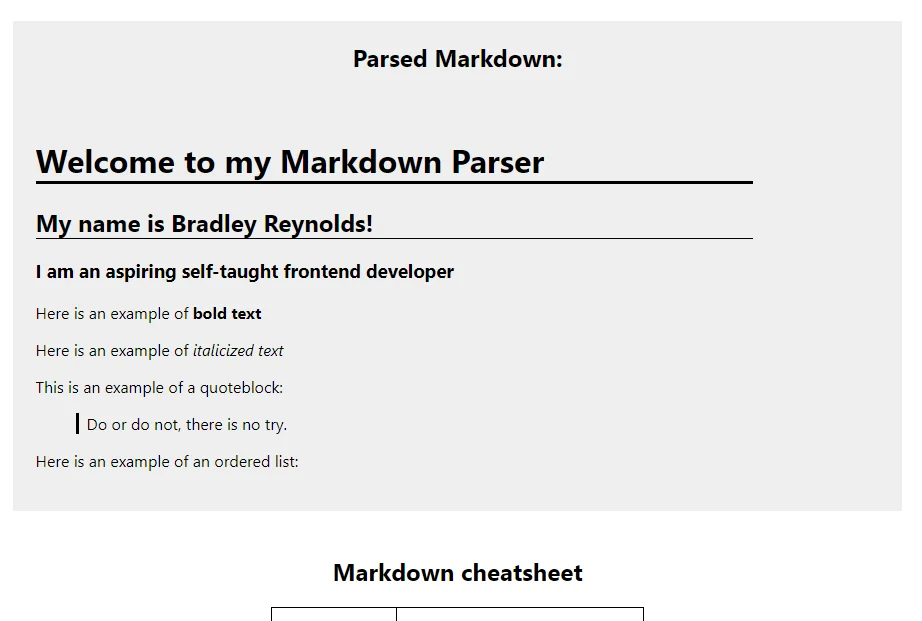 Parsed Markdown:
Welcome to my Markdown Parser
My name is Bradley Reynolds!
I am an aspiring self-taught frontend developer
Here is an example of bold text
Here is an example of italicized text
This is an example of a quoteblock:
Do or do not, there is no try.
Here is an example of an ordered list:
Markdown cheatsheet